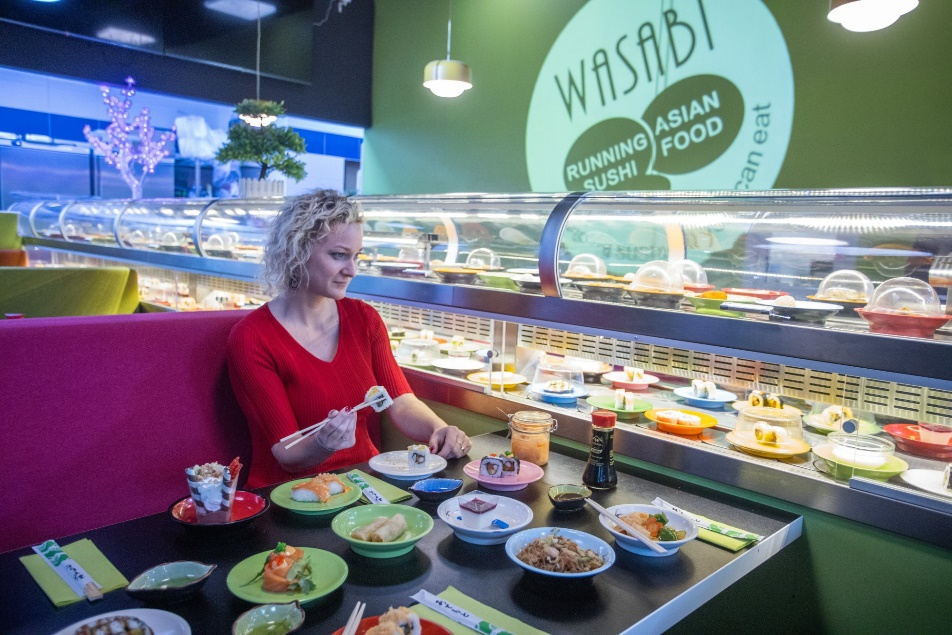 WASABI
RUNNING
SUSHI
ASIAN
FOOD
can eat